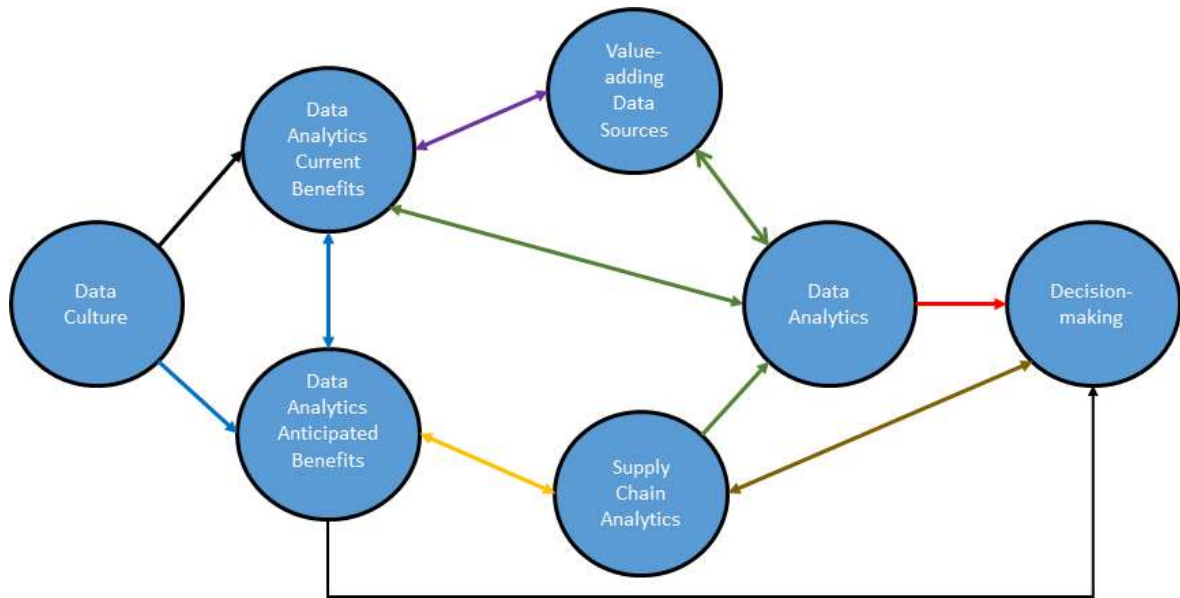 Value-
adding
Data
Sources
Data
Analytics
Current
Benefits
Data
Culture
Data
Analytics
Decision-
making
Data
Analytics
Anticipated
Benefits
Supply
Chain
Analytics